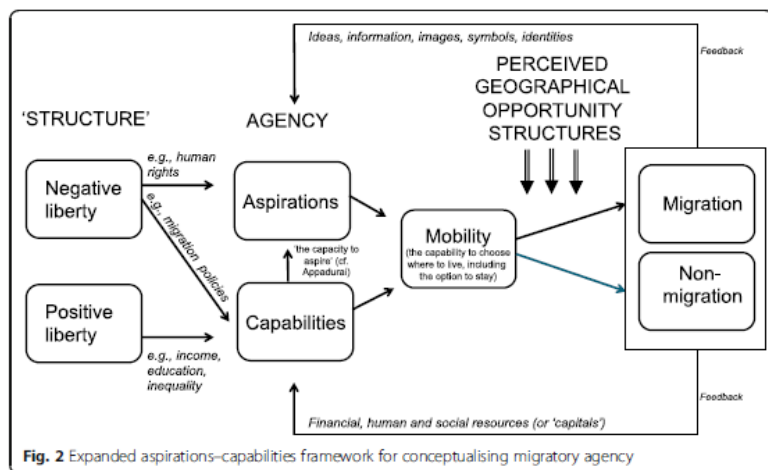 Ideas, information, images, symbols, identities
Feedback
PERCEIVED
GEOGRAPHICAL
OPPORTUNITY
STRUCTURES
'STRUCTURE'
AGENCY
e.g., human
rights
Negative
liberty
Aspirations
Migration
e.g., migration policies
Mobility
(the capability to choose
where to live, including
the option to stay)
'the capacity to
aspire' (cf.
Appadurai)
Non-
migration
Positive
liberty
Capabilities
e.g., income,
education,
inequality
Feedback
Financial, human and social resources (or 'capitals')
Fig. 2 Expanded aspirations–capabilities framework for conceptualising migratory agency